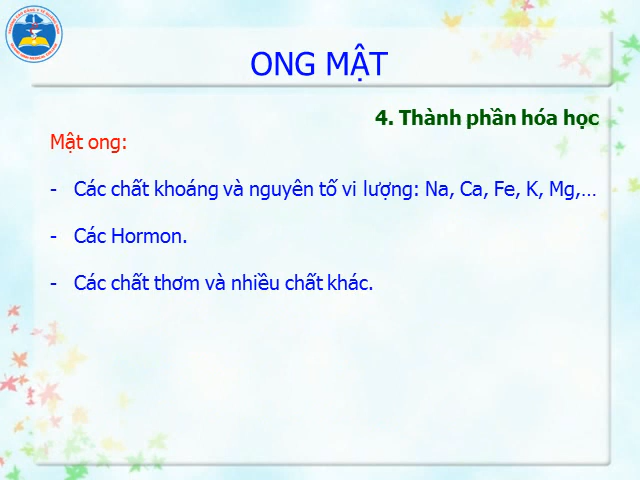 ONG MẬT
4. Thành phần hóa học
Mật ong:
- Các chất khoáng và nguyên tố vi lượng: Na, Ca, Fe, K, Mg,…
- Các Hormon.
- Các chất thơm và nhiều chất khác.